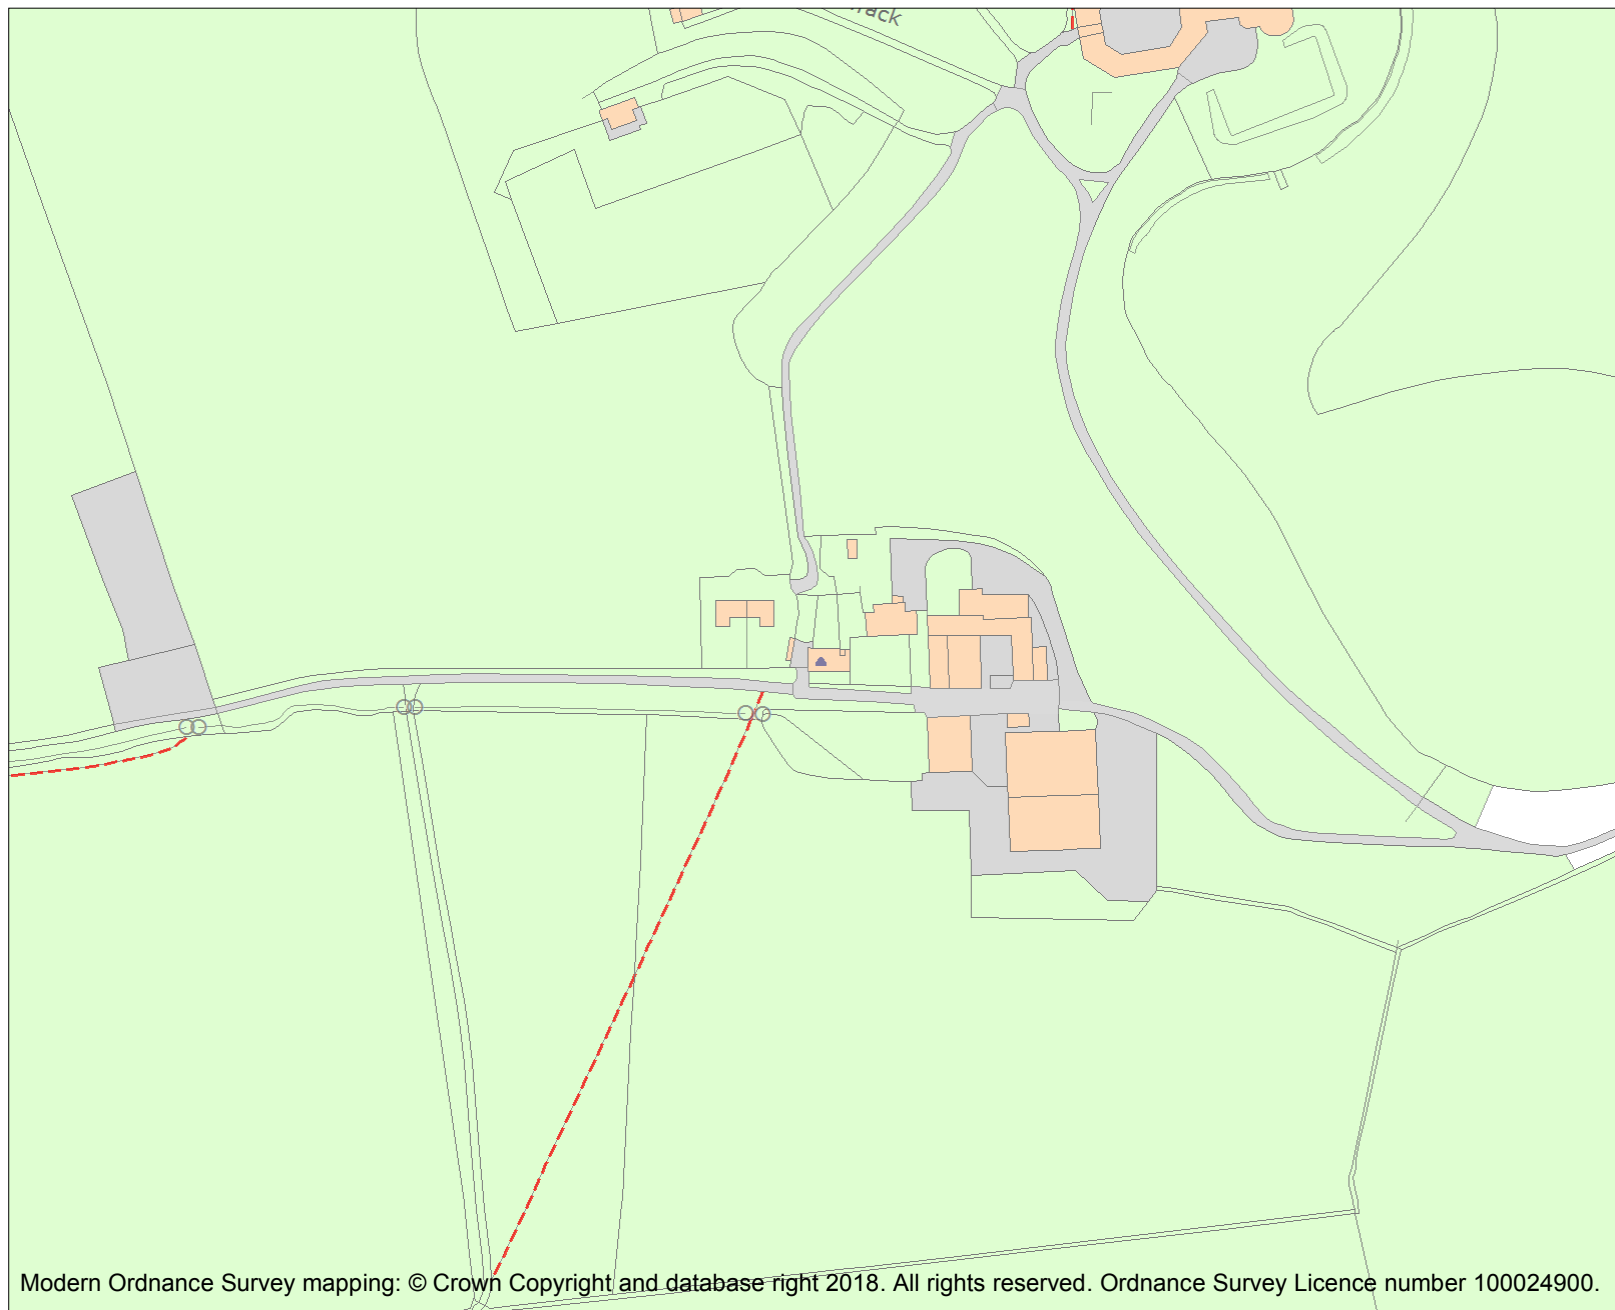 Modern Ordnance Survey mapping: © Crown Copyright and database right 2018. All rights reserved. Ordnance Survey Licence number 100024900.